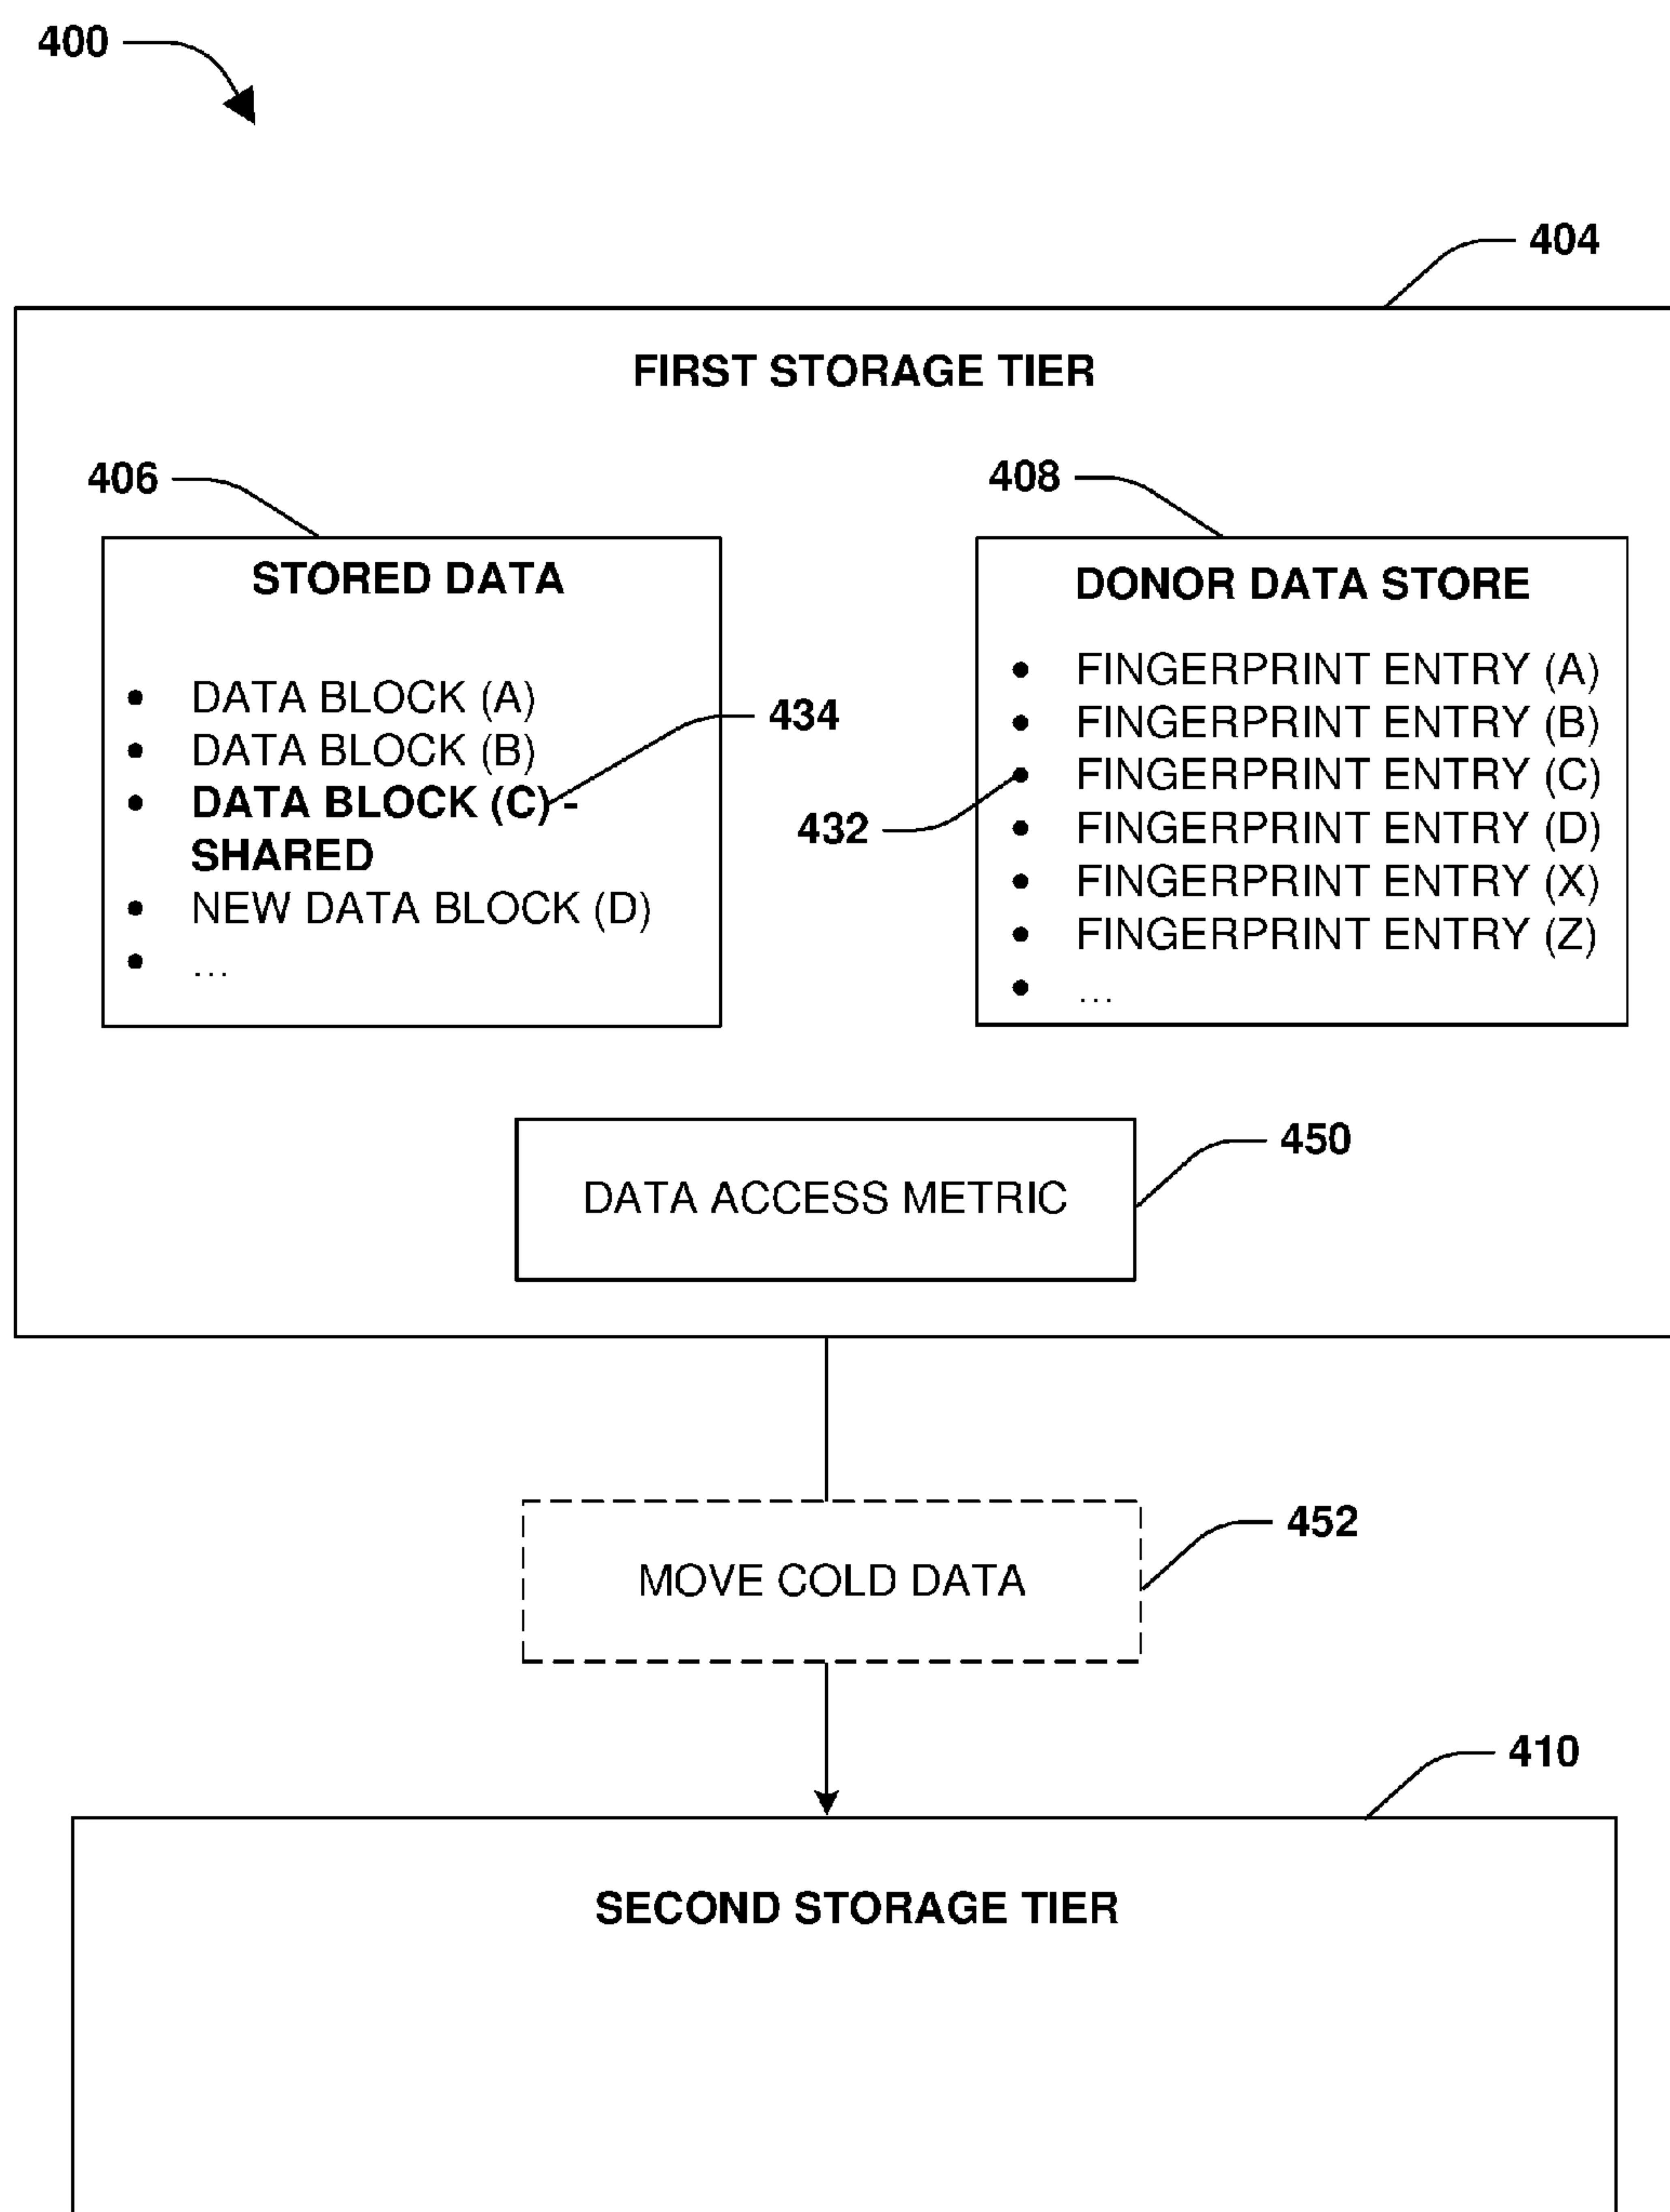 400
404
FIRST STORAGE TIER
406
408
STORED DATA
• DATA BLOCK (A)
• DATA BLOCK (B)
• DATA BLOCK (C) -
SHARED
• NEW DATA BLOCK (D)
• ...
434
DONOR DATA STORE
• FINGERPRINT ENTRY (A)
• FINGERPRINT ENTRY (B)
• FINGERPRINT ENTRY (C)
• FINGERPRINT ENTRY (D)
• FINGERPRINT ENTRY (X)
• FINGERPRINT ENTRY (Z)
• ...
432
DATA ACCESS METRIC
450
MOVE COLD DATA
452
410
SECOND STORAGE TIER